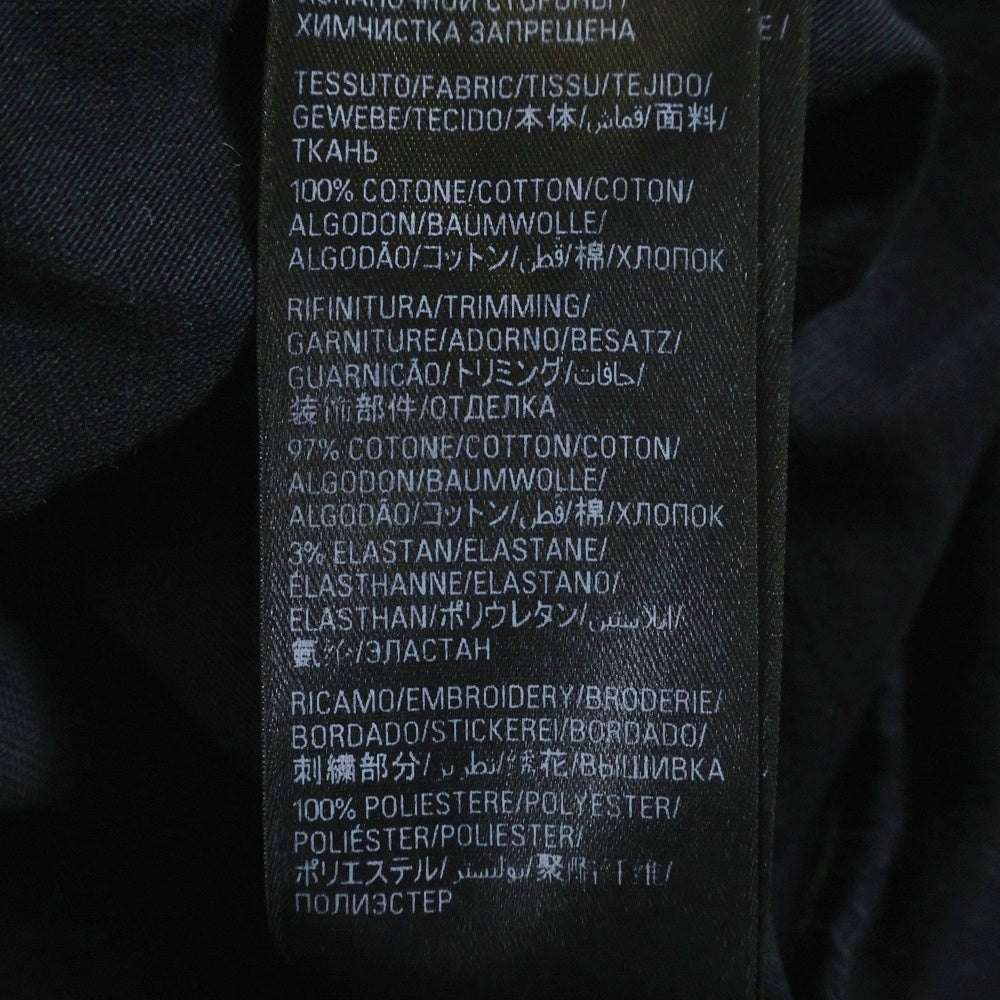 ХИМЧИСТКА ЗАПРЕЩЕНА
TESSUTO/FABRIC/TISSU/TEJIDO/
GEWEBE/TECIDO/本体/قماش/面料/
ТКАНЬ
100% COTONE/COTTON/COTON/
ALGODON/BAUMWOLLE/
ALGODÃO/コットン/قطن/棉/ХЛОПОК
RIFINITURA/TRIMMING/
GARNITURE/ADORNO/BESATZ/
GUARNICÃO/トリミング/حافات/
装饰部件/ОТДЕЛКА
97% COTONE/COTTON/COTON/
ALGODON/BAUMWOLLE/
ALGODÃO/コットン/قطن/棉/ХЛОПОК
3% ELASTAN/ELASTANE/
ÉLASTHANNE/ELASTANO/
ELASTHAN/ポリウレタン/ايلاستين/
/ЭЛАСТАН
RICAMO/EMBROIDERY/BRODERIE/
BORDADO/STICKEREI/BORDADO/
刺繍部分/تطريز/绣花/ВЫШИВКА
100% POLIESTERE/POLYESTER/
POLIÉSTER/POLIESTER/
ポリエステル/بوليستر/
ПОЛИЭСТЕР